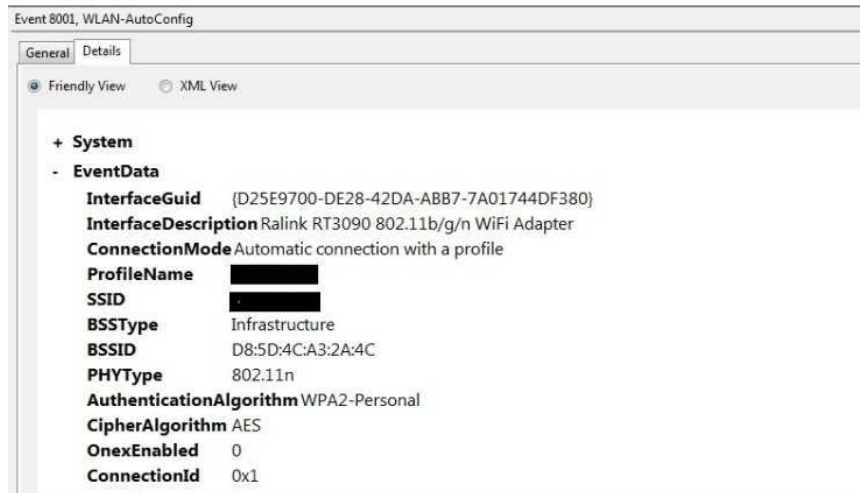 Event 8001, WLAN-AutoConfig
General Details
Friendly View XML View
+ System
- EventData
InterfaceGuid {D25E9700-DE28-42DA-ABB7-7A01744DF380}
InterfaceDescription Ralink RT3090 802.11b/g/n WiFi Adapter
ConnectionMode Automatic connection with a profile
ProfileName
SSID
BSSType Infrastructure
BSSID D8:5D:4C:A3:2A:4C
PHYType 802.11n
AuthenticationAlgorithm WPA2-Personal
CipherAlgorithm AES
OnexEnabled 0
ConnectionId 0x1